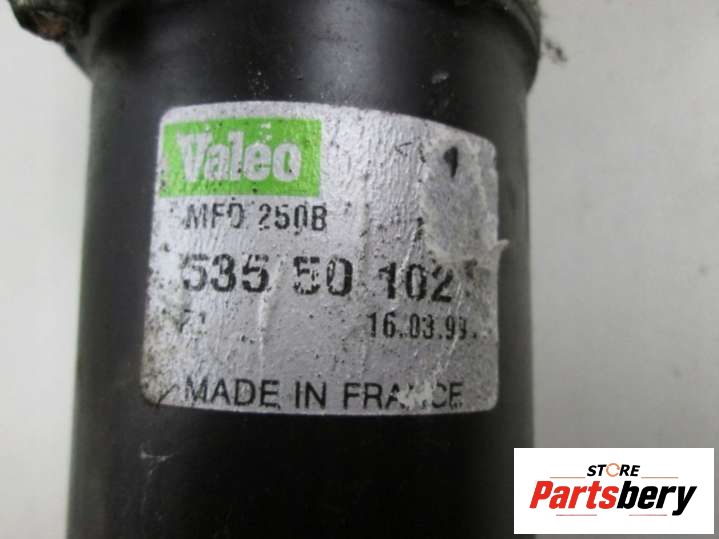 Valeo
MFD 250B
535 50 102
16.03.99
MADE IN FRANCE
STORE
Partsbery